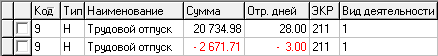 Код Тип Наименование Сумма Отр. дней ЭКР Вид деятельности
9 Н Трудовой отпуск 20 734.98 28.00 211 1
9 Н Трудовой отпуск - 2 671.71 - 3.00 211 1